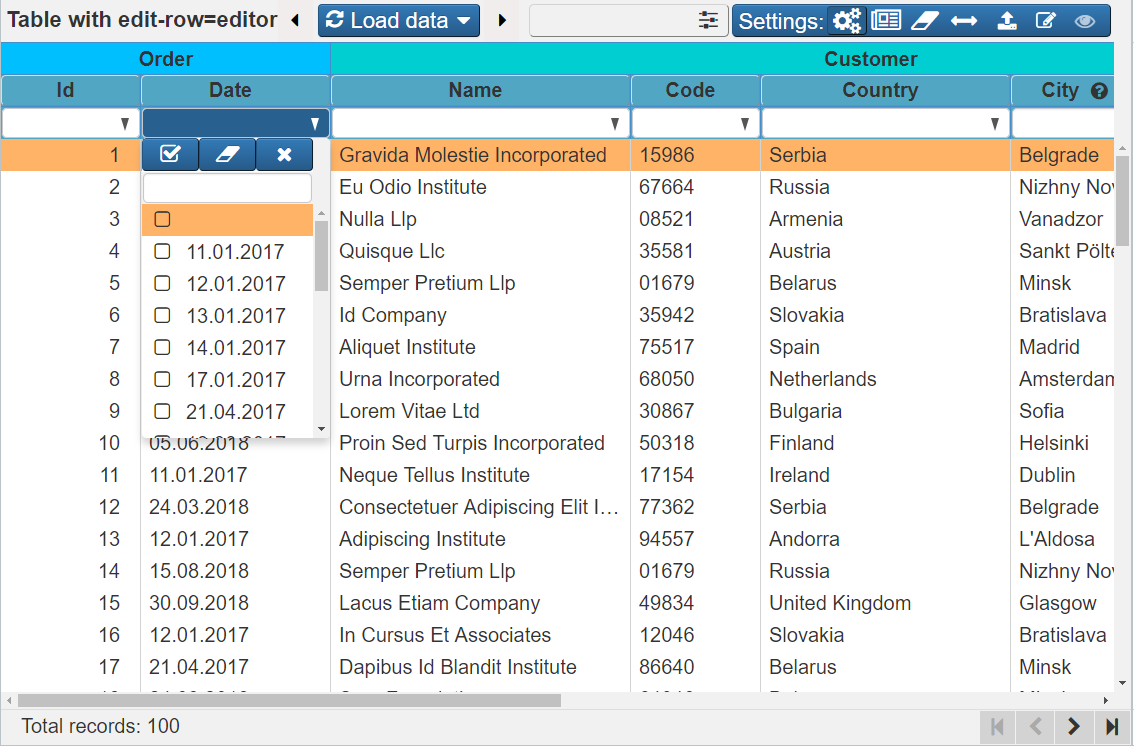 Table with edit-row=editor Load data Settings:
Order Customer
Id Date Name Code Country City
1 Gravida Molestie Incorporated 15986 Serbia Belgrade
2 Eu Odio Institute 67664 Russia Nizhny Nov
3 Nulla Llp 08521 Armenia Vanadzor
4 11.01.2017 Quisque Llc 35581 Austria Sankt Pölte
5 12.01.2017 Semper Pretium Llp 01679 Belarus Minsk
6 13.01.2017 Id Company 35942 Slovakia Bratislava
7 14.01.2017 Aliquet Institute 75517 Spain Madrid
8 17.01.2017 Urna Incorporated 68050 Netherlands Amsterdam
9 21.04.2017 Lorem Vitae Ltd 30867 Bulgaria Sofia
10 05.06.2018 Proin Sed Turpis Incorporated 50318 Finland Helsinki
11 11.01.2017 Neque Tellus Institute 17154 Ireland Dublin
12 24.03.2018 Consectetuer Adipiscing Elit I… 77362 Serbia Belgrade
13 12.01.2017 Adipiscing Institute 94557 Andorra L'Aldosa
14 15.08.2018 Semper Pretium Llp 01679 Russia Nizhny Nov
15 30.09.2018 Lacus Etiam Company 49834 United Kingdom Glasgow
16 12.01.2017 In Cursus Et Associates 12046 Slovakia Bratislava
17 21.04.2017 Dapibus Id Blandit Institute 86640 Belarus Minsk
Total records: 100